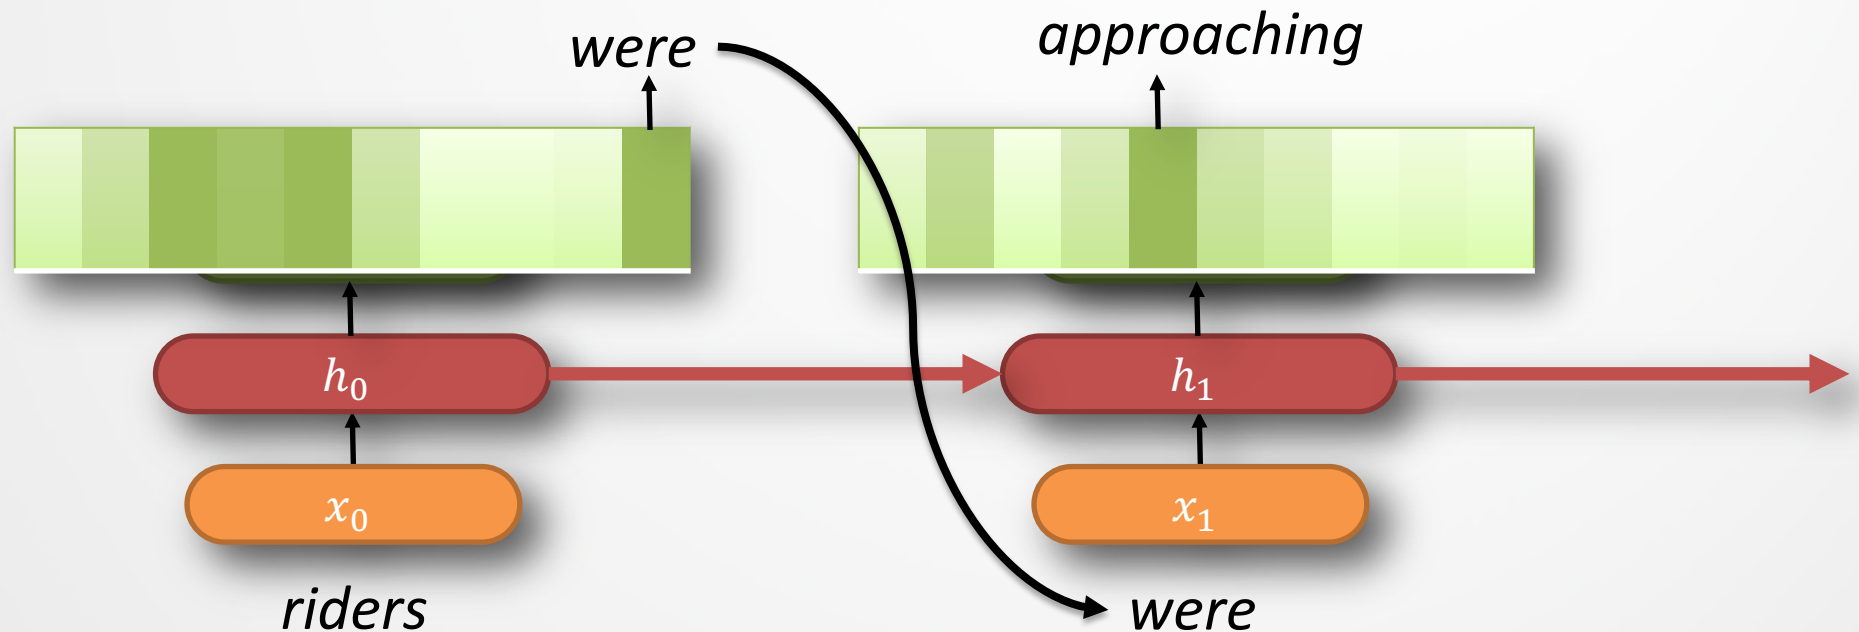 were
approaching
h₀
h₁
x₀
x₁
riders
were